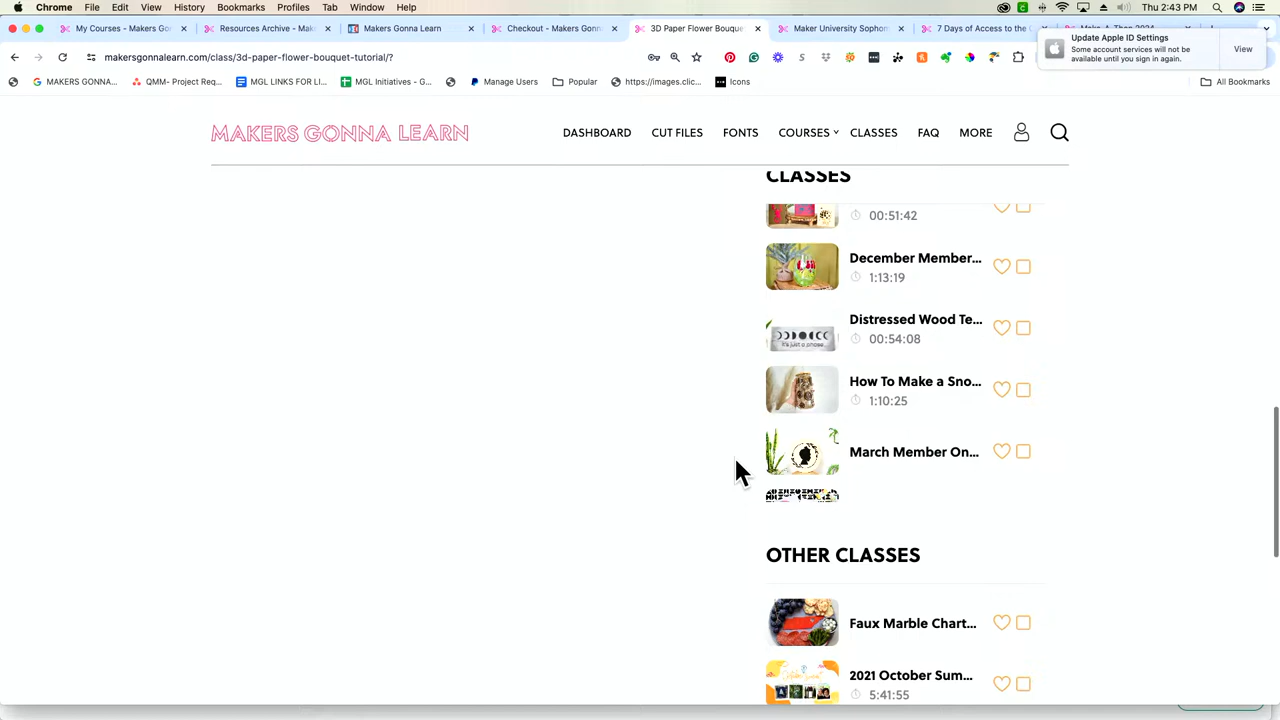 Chrome File Edit View History Bookmarks Profiles Tab Window Help Thu 2:43 PM
My Courses - Makers Go Resources Archive - Mak Makers Gonna Learn Checkout - Makers Gonn 3D Paper Flower Bouque Maker University Sophom 7 Days of Access to the
Update Apple ID Settings
Some account services will not be available until you sign in again.
View
makersgonnalearn.com/class/3d-paper-flower-bouquet-tutorial/?
MAKERS GONNA... QMM- Project Req... MGL LINKS FOR LI... MGL Initiatives - G... Manage Users Popular https://images.clic... Icons All Bookmarks
MAKERS GONNA LEARN DASHBOARD CUT FILES FONTS COURSES CLASSES FAQ MORE
CLASSES
00:51:42
December Member...
1:13:19
Distressed Wood Te...
00:54:08
it's just a phase
How To Make a Sno...
1:10:25
March Member On...
OTHER CLASSES
Faux Marble Chart...
2021 October Sum...
5:41:55